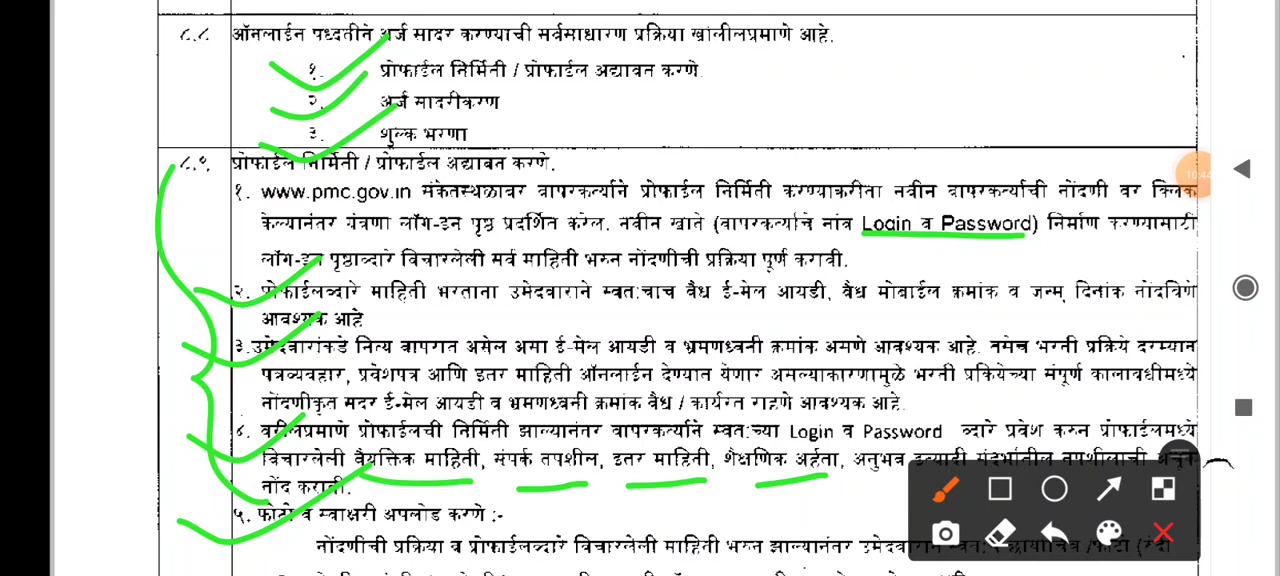 ८.८ ऑनलाईन पध्दतीने अर्ज सादर करण्याची सर्वसाधारण प्रक्रिया खालीलप्रमाणे आहे.
१. प्रोफाईल निर्मिती / प्रोफाईल अद्यावत करणे
२. अर्ज सादरीकरण
३. शुल्क भरणा
८.९. प्रोफाईल निर्मिती / प्रोफाईल अद्यावत करणे.
१. www.pmc.gov.in संकेतस्थळावर वापरकर्त्याने प्रोफाईल निर्मिती करण्याकरीता नवीन वापरकर्त्याची नोंदणी वर क्लिक
केल्यानंतर यंत्रणा लॉग-इन पृष्ठ प्रदर्शित करेल. नवीन खाते (वापरकर्त्याचे नांव Login व Password) निर्माण करण्यासाठी
लॉग-इन पृष्ठाव्दारे विचारलेली सर्व माहिती भरुन नोंदणीची प्रक्रिया पूर्ण करावी.
२. प्रोफाईलव्दारे माहिती भरताना उमेदवाराने स्वत:चाच वैध ई-मेल आयडी, वैध मोबाईल क्रमांक व जन्म दिनांक नोंदविणे
आवश्यक आहे
३.उमेदवारांकडे नित्य वापरात असेल असा ई-मेल आयडी व भ्रमणध्वनी क्रमांक असणे आवश्यक आहे. तसेच भरती प्रक्रिये दरम्यान
पत्रव्यवहार, प्रवेशपत्र आणि इतर माहिती ऑनलाईन देण्यात येणार असल्याकारणामुळे भरती प्रकियेच्या संपूर्ण कालावधीमध्ये
नोंदणीकृत सदर ई-मेल आयडी व भ्रमणध्वनी क्रमांक वैध / कार्यरत राहणे आवश्यक आहे.
४. वरीलप्रमाणे प्रोफाईलची निर्मिती झाल्यानंतर वापरकर्त्याने स्वत:च्या Login व Password व्दारे प्रवेश करुन प्रोफाईलमध्ये
विचारलेली वैयक्तिक माहिती, संपर्क तपशील, इतर माहिती, शैक्षणिक अर्हता, अनुभव इत्यादी संदर्भातील तपशीलाची अचूक
नोंद करावी.
५. फोटो व स्वाक्षरी अपलोड करणे :-
नोंदणीची प्रक्रिया व प्रोफाईलव्दारे विचारलेली माहिती भरुन झाल्यानंतर उमेदवाराने
10:44